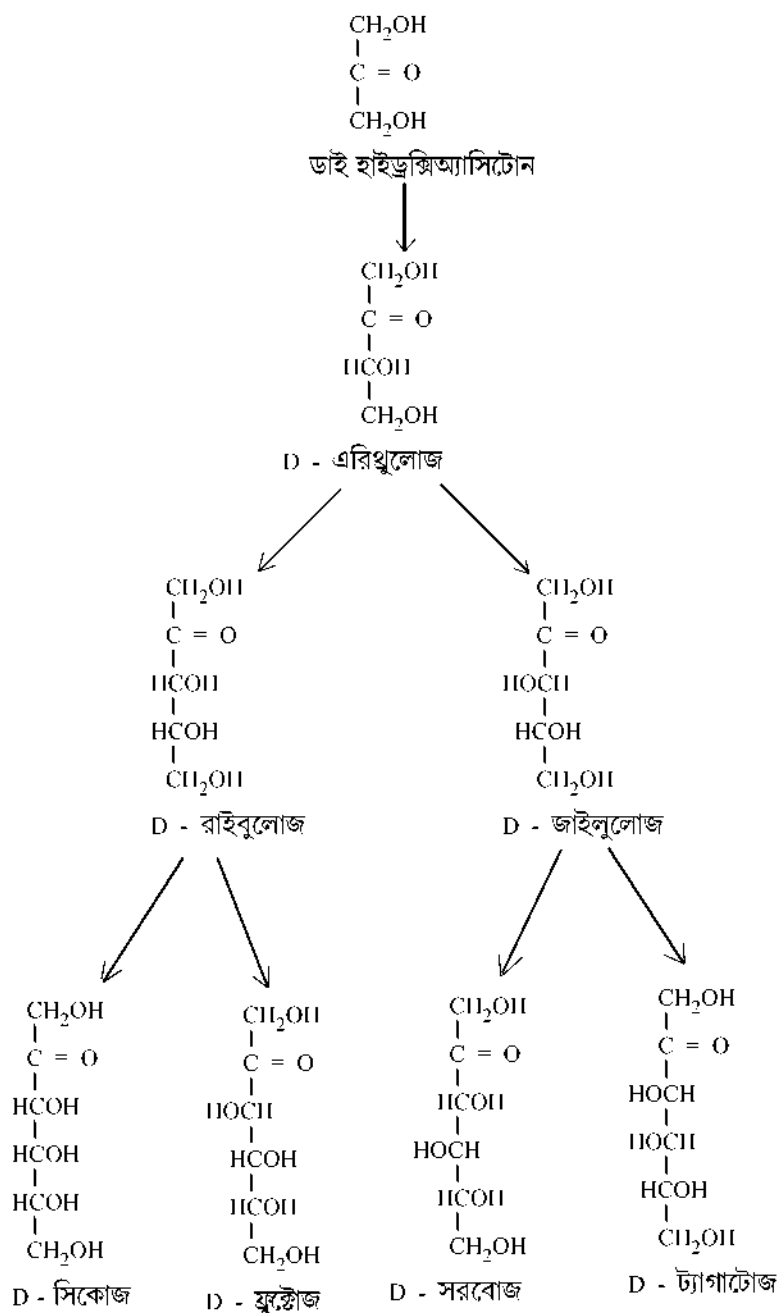 CH₂OH
C = O
CH₂OH
ডাই হাইড্রক্সিঅ্যাসিটোন
CH₂OH
C = O
HCOH
CH₂OH
D - এরিথ্রুলোজ
CH₂OH
C = O
HCOH
HCOH
CH₂OH
D - রাইবুলোজ
CH₂OH
C = O
HOCH
HCOH
CH₂OH
D - জাইলুলোজ
CH₂OH
C = O
HCOH
HCOH
HCOH
CH₂OH
D - সিকোজ
CH₂OH
C = O
HOCH
HCOH
HCOH
CH₂OH
D - ফ্রুক্টোজ
CH₂OH
C = O
HCOH
HOCH
HCOH
CH₂OH
D - সরবোজ
CH₂OH
C = O
HOCH
HOCH
HCOH
CH₂OH
D - ট্যাগাটোজ